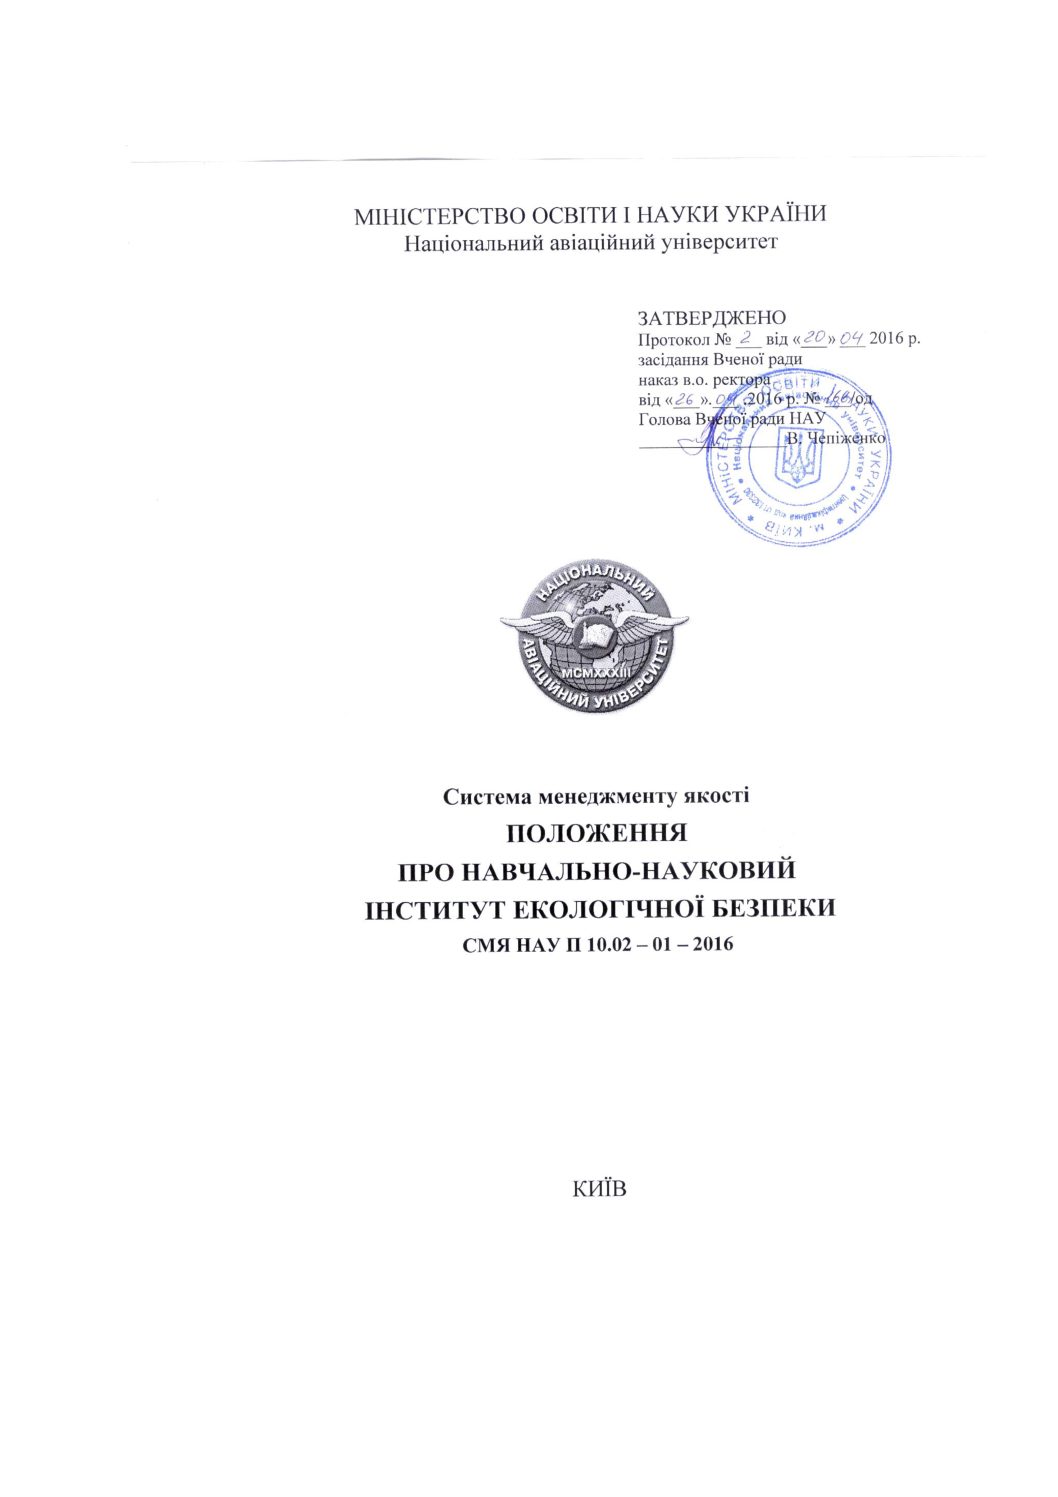 МІНІСТЕРСТВО ОСВІТИ І НАУКИ УКРАЇНИ
Національний авіаційний університет
ЗАТВЕРДЖЕНО
Протокол № 2 від «20» 04 2016 р.
засідання Вченої ради
наказ в.о. ректора
від «26». 04 .2016 р. № /од
Голова Вченої ради НАУ
В. Чепіженко
МІНІСТЕРСТВО ОСВІТИ І НАУКИ УКРАЇНИ
м. КИЇВ
Національний авіаційний університет
Ідентифікаційний код
НАЦІОНАЛЬНИЙ
MCMXXXIII
АВІАЦІЙНИЙ УНІВЕРСИТЕТ
Система менеджменту якості
ПОЛОЖЕННЯ
ПРО НАВЧАЛЬНО-НАУКОВИЙ
ІНСТИТУТ ЕКОЛОГІЧНОЇ БЕЗПЕКИ
СМЯ НАУ П 10.02 – 01 – 2016
КИЇВ